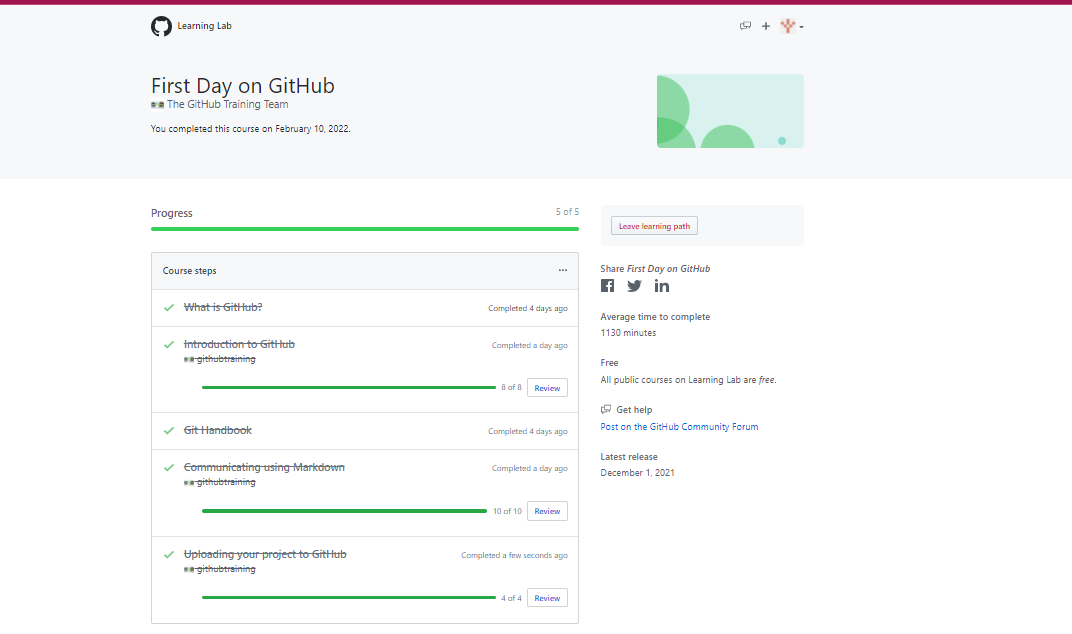 Learning Lab
First Day on GitHub
The GitHub Training Team
You completed this course on February 10, 2022.
Progress
5 of 5
Course steps
What is GitHub?
Completed 4 days ago
Introduction to GitHub
Completed a day ago
githubtraining
8 of 8
Review
Git Handbook
Completed 4 days ago
Communicating using Markdown
Completed a day ago
githubtraining
10 of 10
Review
Uploading your project to GitHub
Completed a few seconds ago
githubtraining
4 of 4
Review
Leave learning path
Share First Day on GitHub
Average time to complete
1130 minutes
Free
All public courses on Learning Lab are free.
Get help
Post on the GitHub Community Forum
Latest release
December 1, 2021